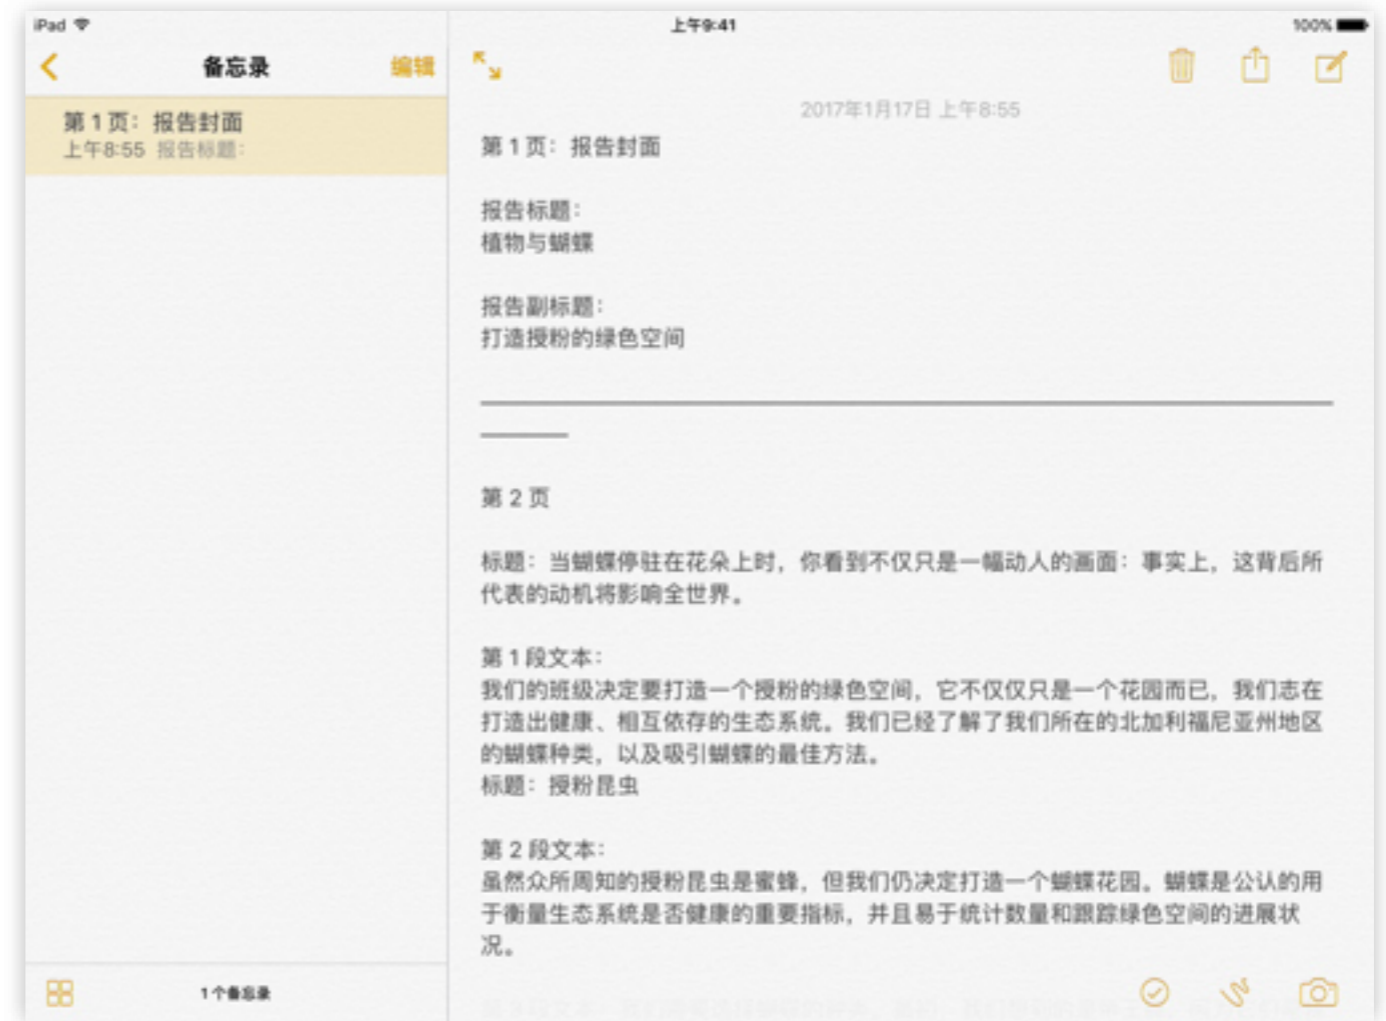 iPad
上午9:41
100%
备忘录
编辑
第 1 页：报告封面
上午8:55 报告标题：
1 个备忘录
2017年1月17日 上午8:55
第 1 页：报告封面
报告标题：
植物与蝴蝶
报告副标题：
打造授粉的绿色空间
第 2 页
标题：当蝴蝶停驻在花朵上时，你看到不仅只是一幅动人的画面：事实上，这背后所
代表的动机将影响全世界。
第 1 段文本：
我们的班级决定要打造一个授粉的绿色空间，它不仅仅只是一个花园而已，我们志在
打造出健康、相互依存的生态系统。我们已经了解了我们所在的北加利福尼亚州地区
的蝴蝶种类，以及吸引蝴蝶的最佳方法。
标题：授粉昆虫
第 2 段文本：
虽然众所周知的授粉昆虫是蜜蜂，但我们仍决定打造一个蝴蝶花园。蝴蝶是公认的用
于衡量生态系统是否健康的重要指标，并且易于统计数量和跟踪绿色空间的进展状
况。